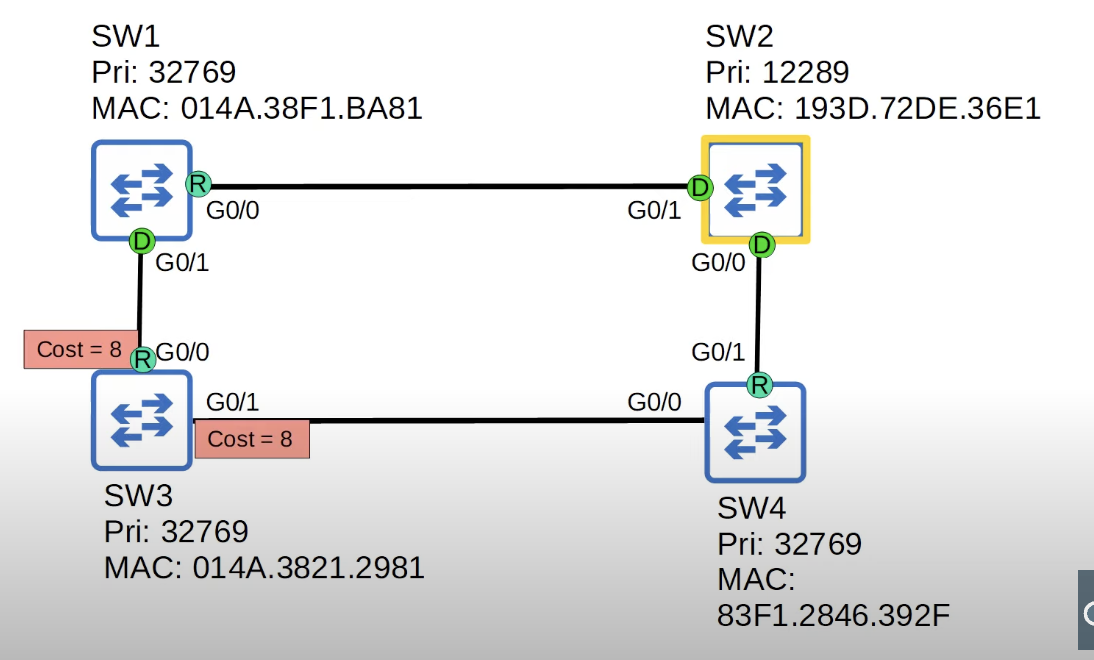 SW1
Pri: 32769
MAC: 014A.38F1.BA81
SW2
Pri: 12289
MAC: 193D.72DE.36E1
R
G0/0
D
G0/1
D
G0/1
D
G0/0
Cost = 8
R
G0/0
G0/1
R
G0/1
Cost = 8
G0/0
SW3
Pri: 32769
MAC: 014A.3821.2981
SW4
Pri: 32769
MAC:
83F1.2846.392F